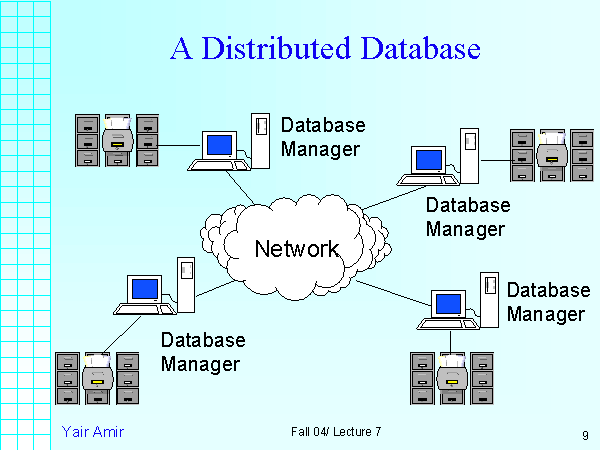 A Distributed Database
Database
Manager
Database
Manager
Network
Database
Manager
Database
Manager
Yair Amir
Fall 04/ Lecture 7
9